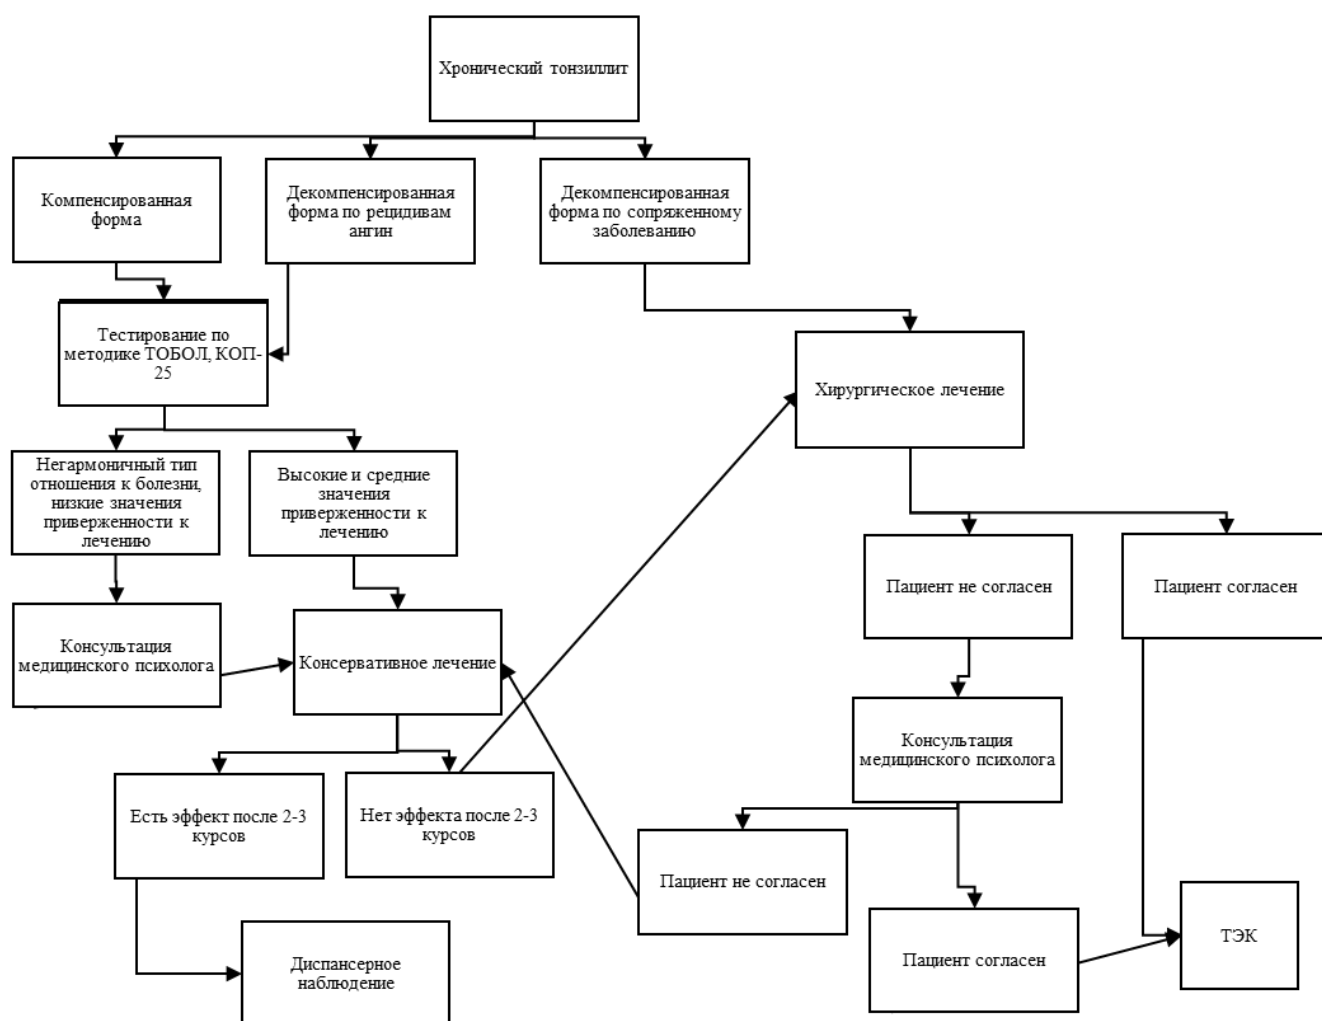 Хронический тонзиллит
Компенсированная
форма
Декомпенсированная
форма по рецидивам
ангин
Декомпенсированная
форма по сопряженному
заболеванию
Тестирование по
методике ТОБОЛ, КОП-
25
Хирургическое лечение
Негармоничный тип
отношения к болезни,
низкие значения
приверженности к
лечению
Высокие и средние
значения
приверженности к
лечению
Пациент не согласен
Пациент согласен
Консультация
медицинского психолога
Консервативное лечение
Консультация
медицинского психолога
Есть эффект после 2-3
курсов
Нет эффекта после 2-3
курсов
Пациент не согласен
Пациент согласен
ТЭК
Диспансерное
наблюдение